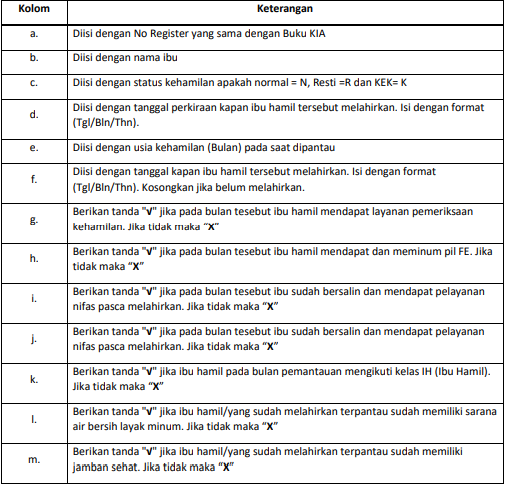 Kolom Keterangan
a. Diisi dengan No Register yang sama dengan Buku KIA
b. Diisi dengan nama ibu
c. Diisi dengan status kehamilan apakah normal = N, Resti =R dan KEK= K
d. Diisi dengan tanggal perkiraan kapan ibu hamil tersebut melahirkan. Isi dengan format
(Tgl/Bln/Thn).
e. Diisi dengan usia kehamilan (Bulan) pada saat dipantau
f. Diisi dengan tanggal kapan ibu hamil tersebut melahirkan. Isi dengan format
(Tgl/Bln/Thn). Kosongkan jika belum melahirkan.
g. Berikan tanda "√" jika pada bulan tesebut ibu hamil mendapat layanan pemeriksaan
kehamilan. Jika tidak maka “X”
h. Berikan tanda "√" jika pada bulan tesebut ibu hamil mendapat dan meminum pil FE. Jika
tidak maka “X”
i. Berikan tanda "√" jika pada bulan tesebut ibu sudah bersalin dan mendapat pelayanan
nifas pasca melahirkan. Jika tidak maka “X”
j. Berikan tanda "√" jika pada bulan tesebut ibu sudah bersalin dan mendapat pelayanan
nifas pasca melahirkan. Jika tidak maka “X”
k. Berikan tanda "√" jika ibu hamil pada bulan pemantauan mengikuti kelas IH (Ibu Hamil).
Jika tidak maka “X”
l. Berikan tanda "√" jika ibu hamil/yang sudah melahirkan terpantau sudah memiliki sarana
air bersih layak minum. Jika tidak maka “X”
m. Berikan tanda "√" jika ibu hamil/yang sudah melahirkan terpantau sudah memiliki
jamban sehat. Jika tidak maka “X”